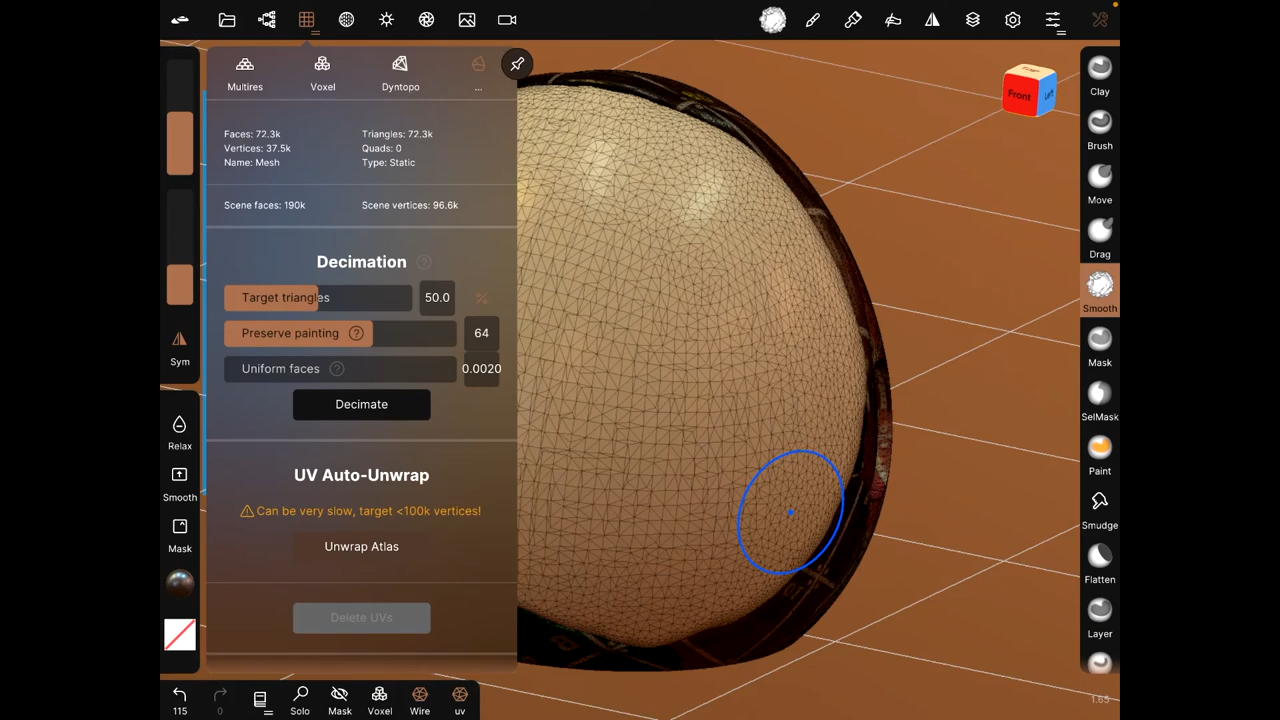 Multires
Voxel
Dyntopo
...
Faces: 72.3k
Triangles: 72.3k
Vertices: 37.5k
Quads: 0
Name: Mesh
Type: Static
Scene faces: 190k
Scene vertices: 96.6k
Decimation ?
Target triangles
50.0
%
Preserve painting ?
64
Uniform faces ?
0.0020
Decimate
UV Auto-Unwrap
Can be very slow, target <100k vertices!
Unwrap Atlas
Delete UVs
Sym
Relax
Smooth
Mask
115
0
Solo
Mask
Voxel
Wire
uv
Front
Left
Clay
Brush
Move
Drag
Smooth
Mask
SelMask
Paint
Smudge
Flatten
Layer
1.65